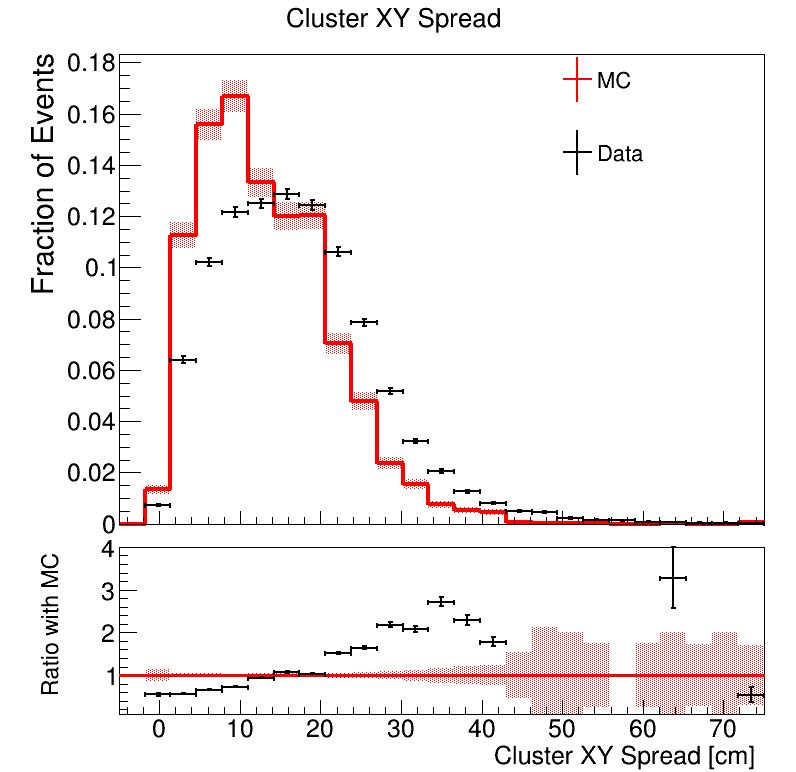 Cluster XY Spread
Fraction of Events
0.18
0.16
0.14
0.12
0.1
0.08
0.06
0.04
0.02
0
MC
Data
Ratio with MC
4
3
2
1
0 10 20 30 40 50 60 70
Cluster XY Spread [cm]